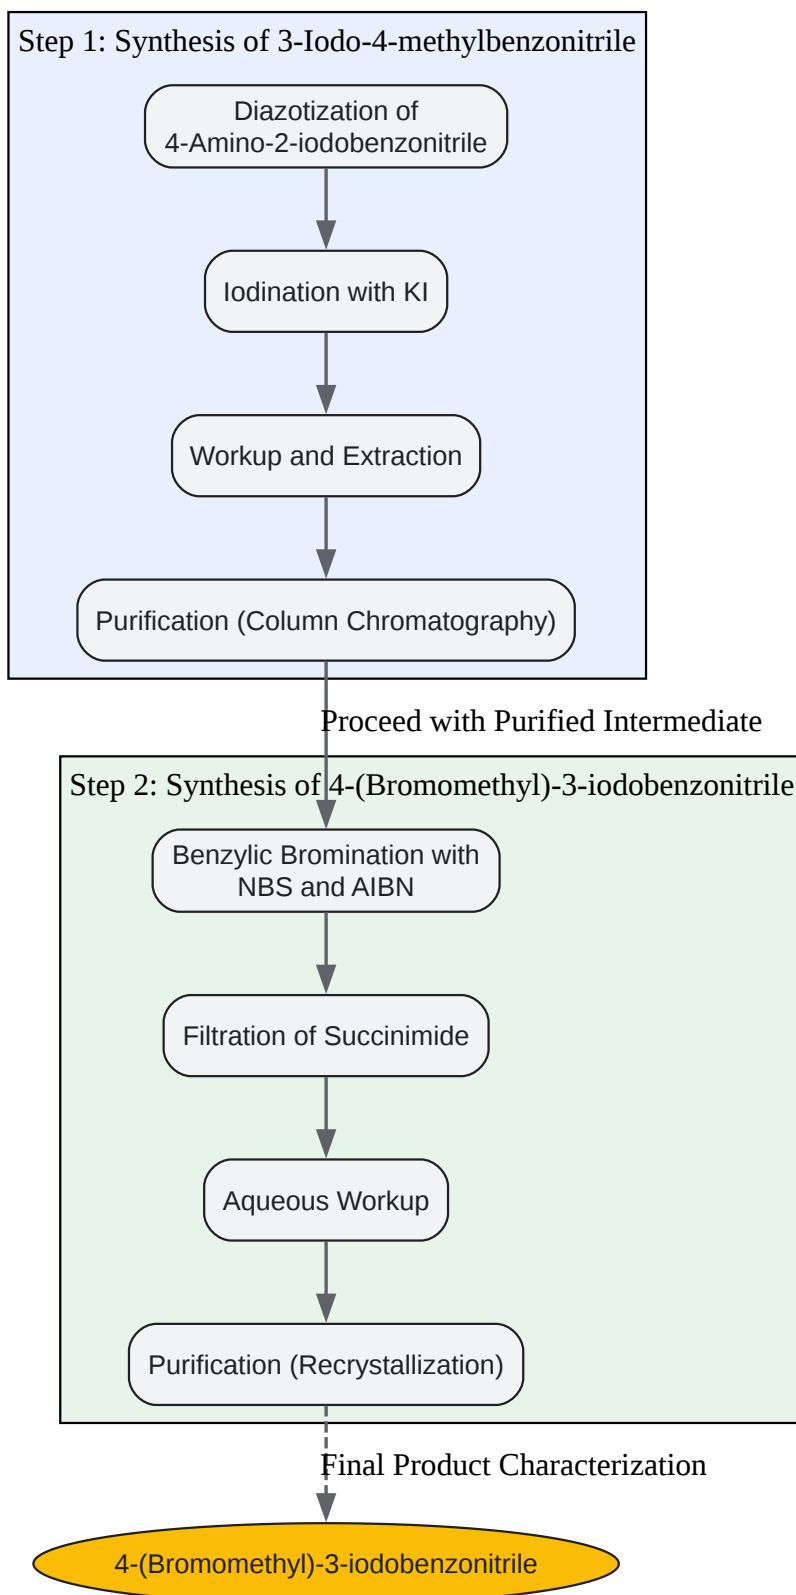 Step 1: Synthesis of 3-Iodo-4-methylbenzonitrile
Diazotization of
4-Amino-2-iodobenzonitrile
Iodination with KI
Workup and Extraction
Purification (Column Chromatography)
Proceed with Purified Intermediate
Step 2: Synthesis of 4-(Bromomethyl)-3-iodobenzonitrile
Benzylic Bromination with
NBS and AIBN
Filtration of Succinimide
Aqueous Workup
Purification (Recrystallization)
Final Product Characterization
4-(Bromomethyl)-3-iodobenzonitrile